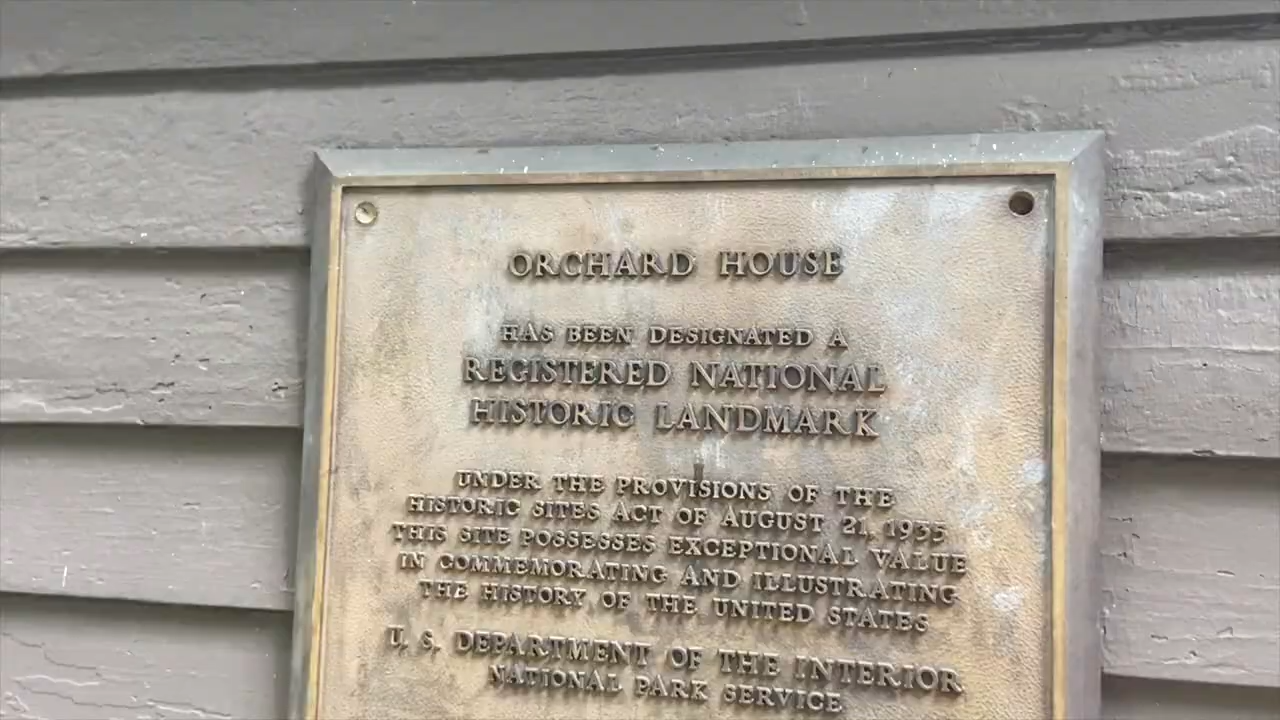 ORCHARD HOUSE
HAS BEEN DESIGNATED A
REGISTERED NATIONAL
HISTORIC LANDMARK
UNDER THE PROVISIONS OF THE
HISTORIC SITES ACT OF AUGUST 21, 1935
THIS SITE POSSESSES EXCEPTIONAL VALUE
IN COMMEMORATING AND ILLUSTRATING
THE HISTORY OF THE UNITED STATES
U. S. DEPARTMENT OF THE INTERIOR
NATIONAL PARK SERVICE